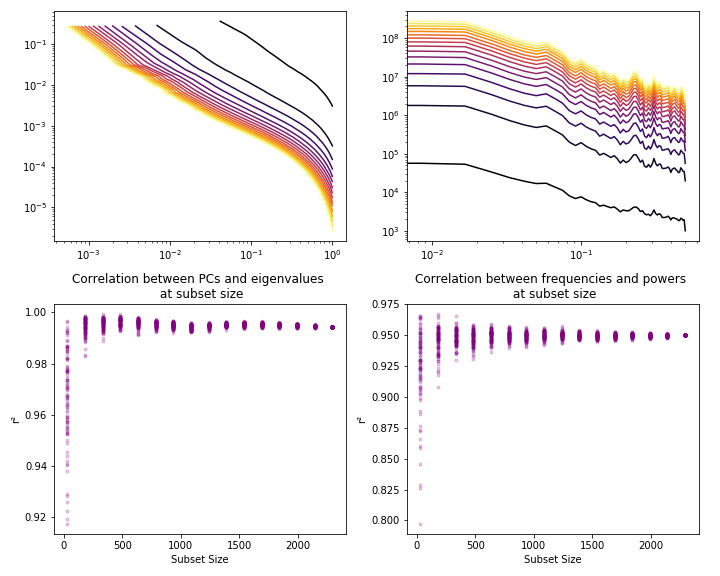 10⁻¹
10⁻²
10⁻³
10⁻⁴
10⁻⁵
10⁻³ 10⁻² 10⁻¹ 10⁰
10⁸
10⁷
10⁶
10⁵
10⁴
10³
10⁻² 10⁻¹
Correlation between PCs and eigenvalues
at subset size
1.00
0.98
0.96
0.94
0.92
r²
0 500 1000 1500 2000
Subset Size
Correlation between frequencies and powers
at subset size
0.975
0.950
0.925
0.900
0.875
0.850
0.825
0.800
r²
0 500 1000 1500 2000
Subset Size